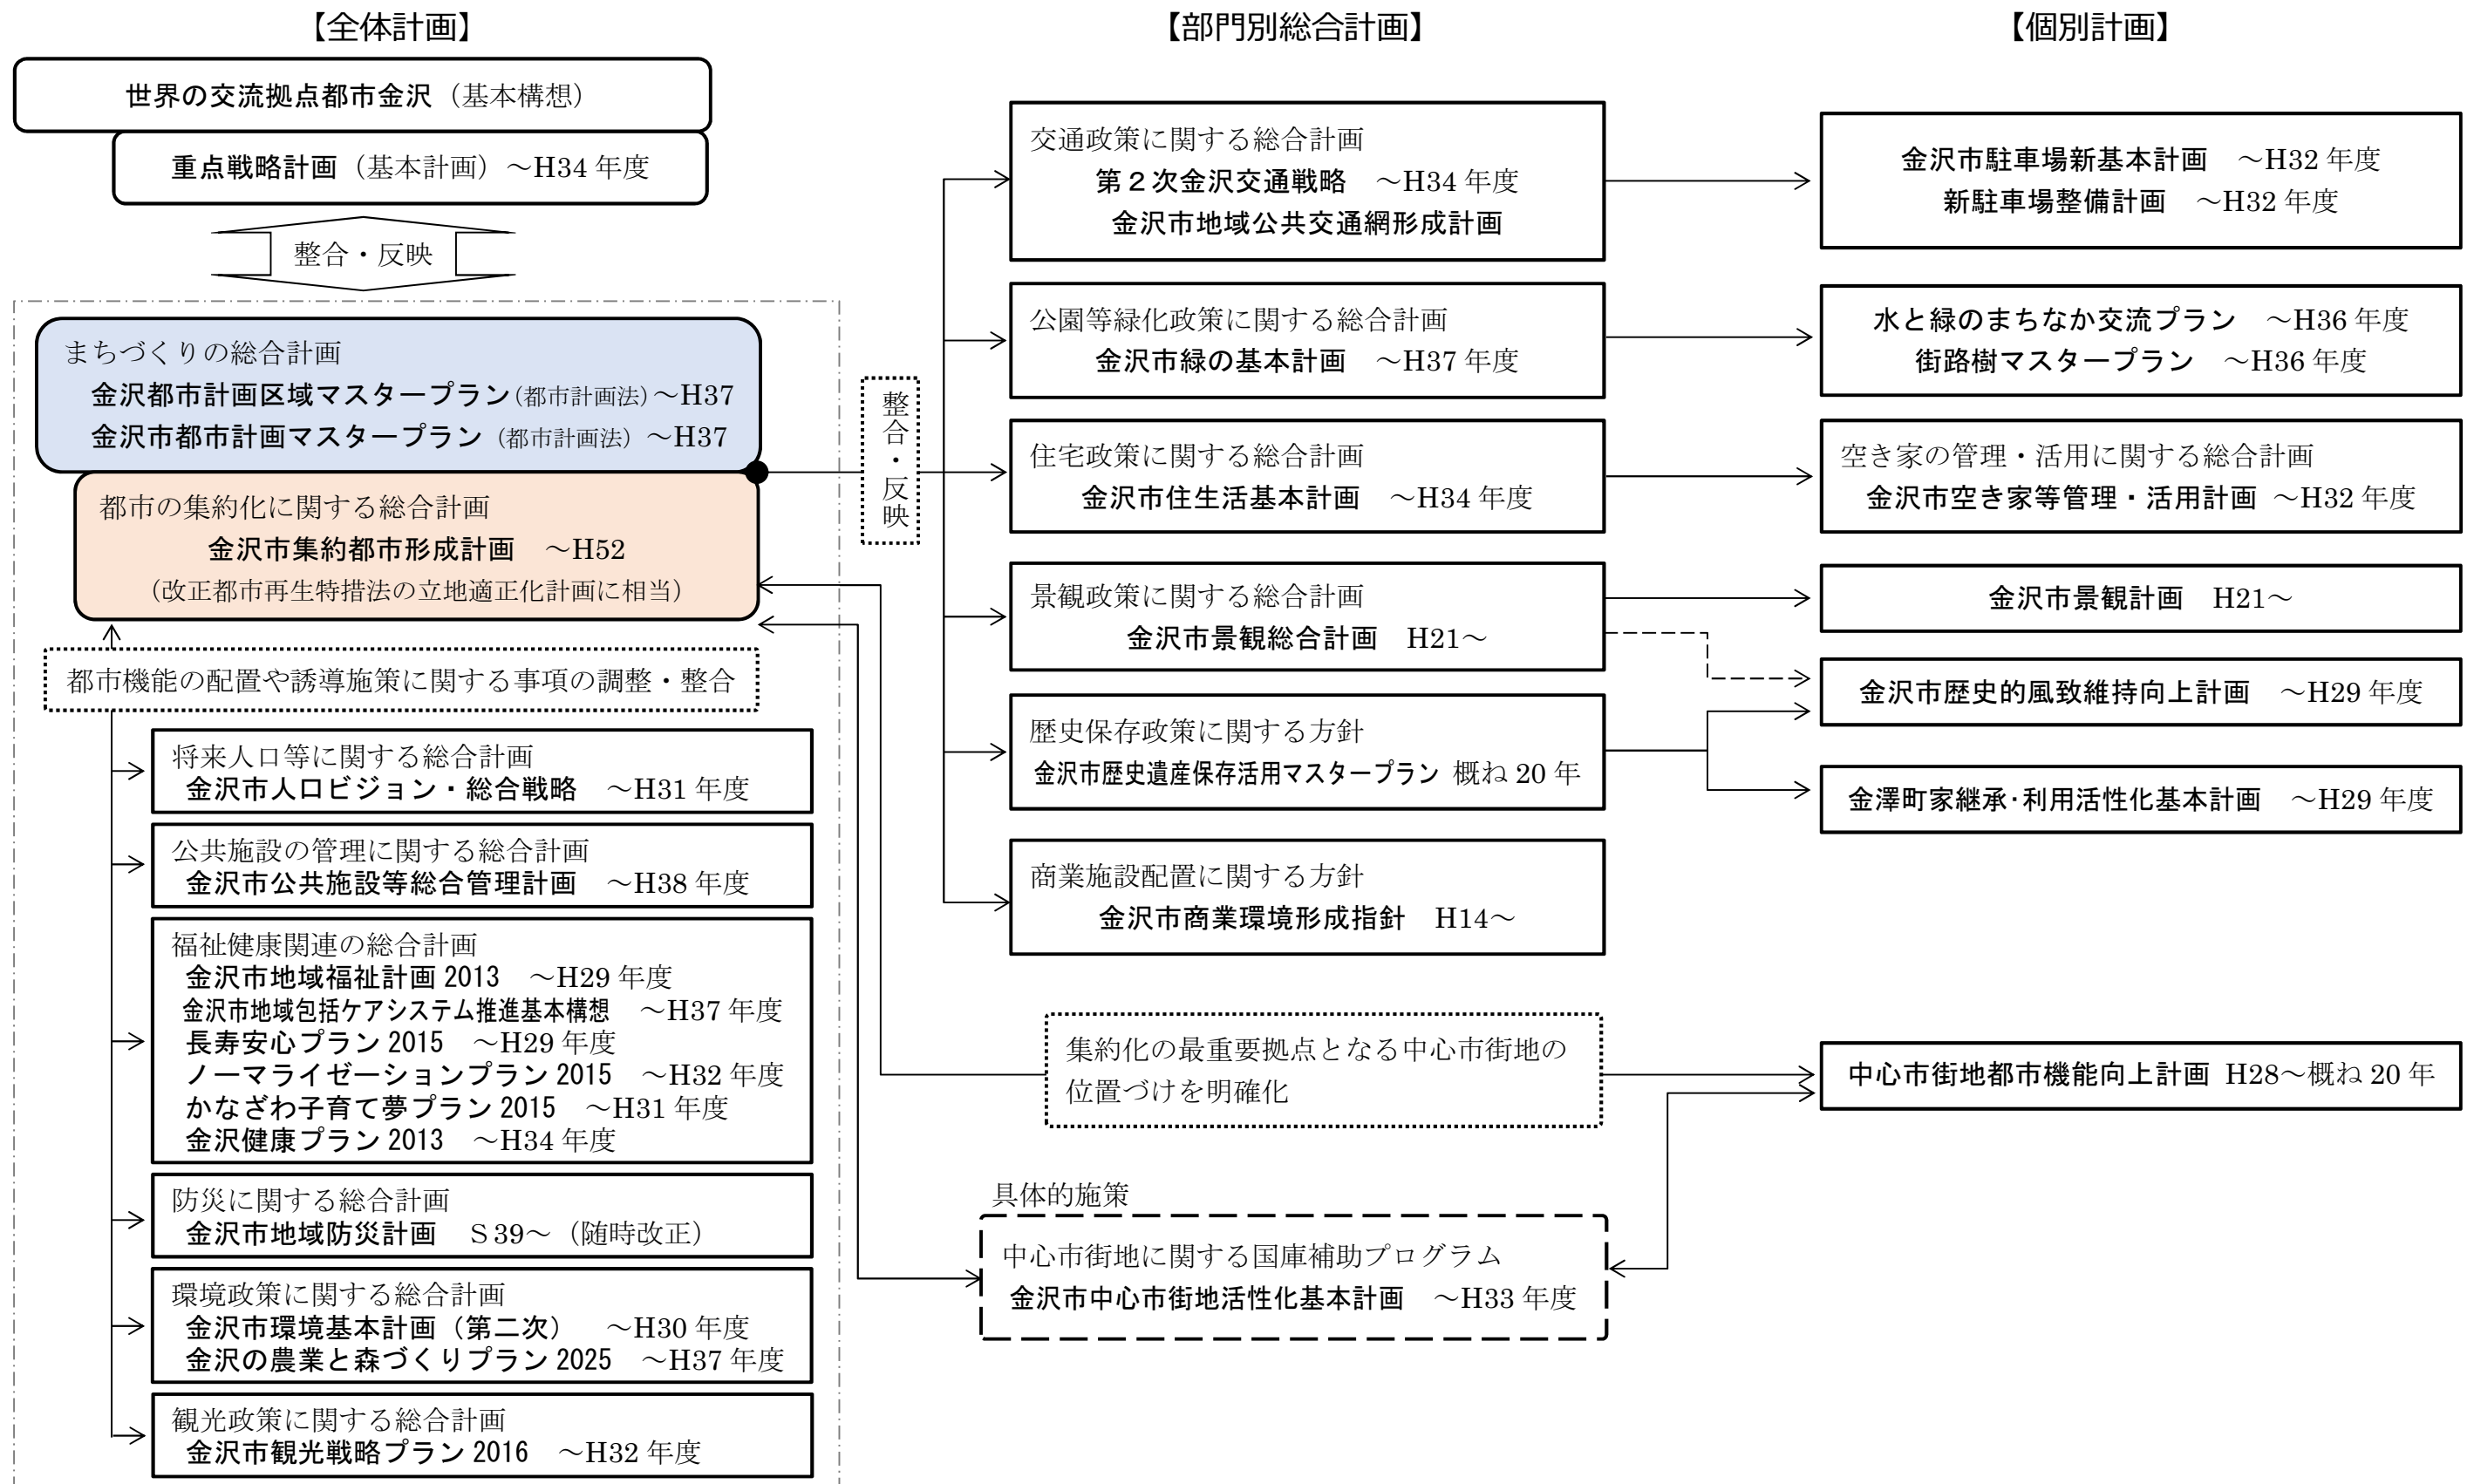 【全体計画】
世界の交流拠点都市金沢（基本構想）
重点戦略計画（基本計画）～H34 年度
整合・反映
まちづくりの総合計画
金沢都市計画区域マスタープラン(都市計画法)～H37
金沢市都市計画マスタープラン（都市計画法）～H37
都市の集約化に関する総合計画
金沢市集約都市形成計画　～H52
（改正都市再生特措法の立地適正化計画に相当）
都市機能の配置や誘導施策に関する事項の調整・整合
将来人口等に関する総合計画
金沢市人口ビジョン・総合戦略　～H31 年度
公共施設の管理に関する総合計画
金沢市公共施設等総合管理計画　～H38 年度
福祉健康関連の総合計画
金沢市地域福祉計画 2013　～H29 年度
金沢市地域包括ケアシステム推進基本構想　～H37 年度
長寿安心プラン 2015　～H29 年度
ノーマライゼーションプラン 2015　～H32 年度
かなざわ子育て夢プラン 2015　～H31 年度
金沢健康プラン 2013　～H34 年度
防災に関する総合計画
金沢市地域防災計画　Ｓ39～（随時改正）
環境政策に関する総合計画
金沢市環境基本計画（第二次）　～H30 年度
金沢の農業と森づくりプラン 2025　～H37 年度
観光政策に関する総合計画
金沢市観光戦略プラン 2016　～H32 年度
整合・反映
【部門別総合計画】
交通政策に関する総合計画
第２次金沢交通戦略　～H34 年度
金沢市地域公共交通網形成計画
公園等緑化政策に関する総合計画
金沢市緑の基本計画　～H37 年度
住宅政策に関する総合計画
金沢市住生活基本計画　～H34 年度
景観政策に関する総合計画
金沢市景観総合計画　H21～
歴史保存政策に関する方針
金沢市歴史遺産保存活用マスタープラン 概ね 20 年
商業施設配置に関する方針
金沢市商業環境形成指針　H14～
集約化の最重要拠点となる中心市街地の
位置づけを明確化
具体的施策
中心市街地に関する国庫補助プログラム
金沢市中心市街地活性化基本計画　～H33 年度
【個別計画】
金沢市駐車場新基本計画　～H32 年度
新駐車場整備計画　～H32 年度
水と緑のまちなか交流プラン　～H36 年度
街路樹マスタープラン　～H36 年度
空き家の管理・活用に関する総合計画
金沢市空き家等管理・活用計画 ～H32 年度
金沢市景観計画　H21～
金沢市歴史的風致維持向上計画　～H29 年度
金澤町家継承･利用活性化基本計画　～H29 年度
中心市街地都市機能向上計画 H28～概ね 20 年